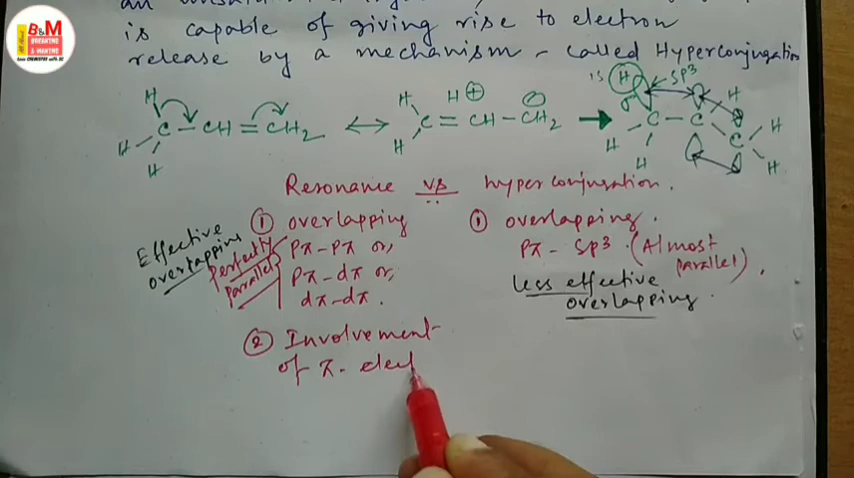 B&M
BREAKING
& MAKING
is capable of giving rise to electron
release by a mechanism - called Hyperconjugation
H
H - C - CH = CH2
H
H H ⊕ ⊖
C = CH - CH2
H
1s H sp3
σ
C - C H
H H C H
H
Resonance vs hyperconjugation.
① overlapping
pπ-pπ or,
pπ-dπ or,
dπ-dπ.
Effective
overlapping
Perfectly
parallel
① overlapping.
pπ - sp3. (Almost
parallel).
less effective
overlapping.
② Involvement
of π- elect